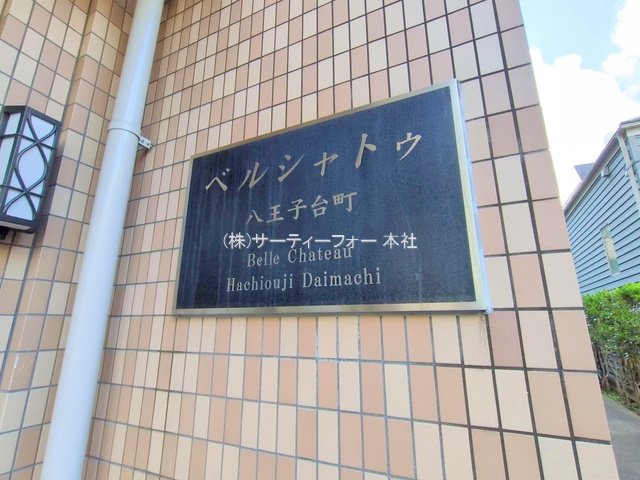 ベルシャトゥ
八王子台町
(株)サーティーフォー 本社
Belle Chateau
Hachiouji Daimachi